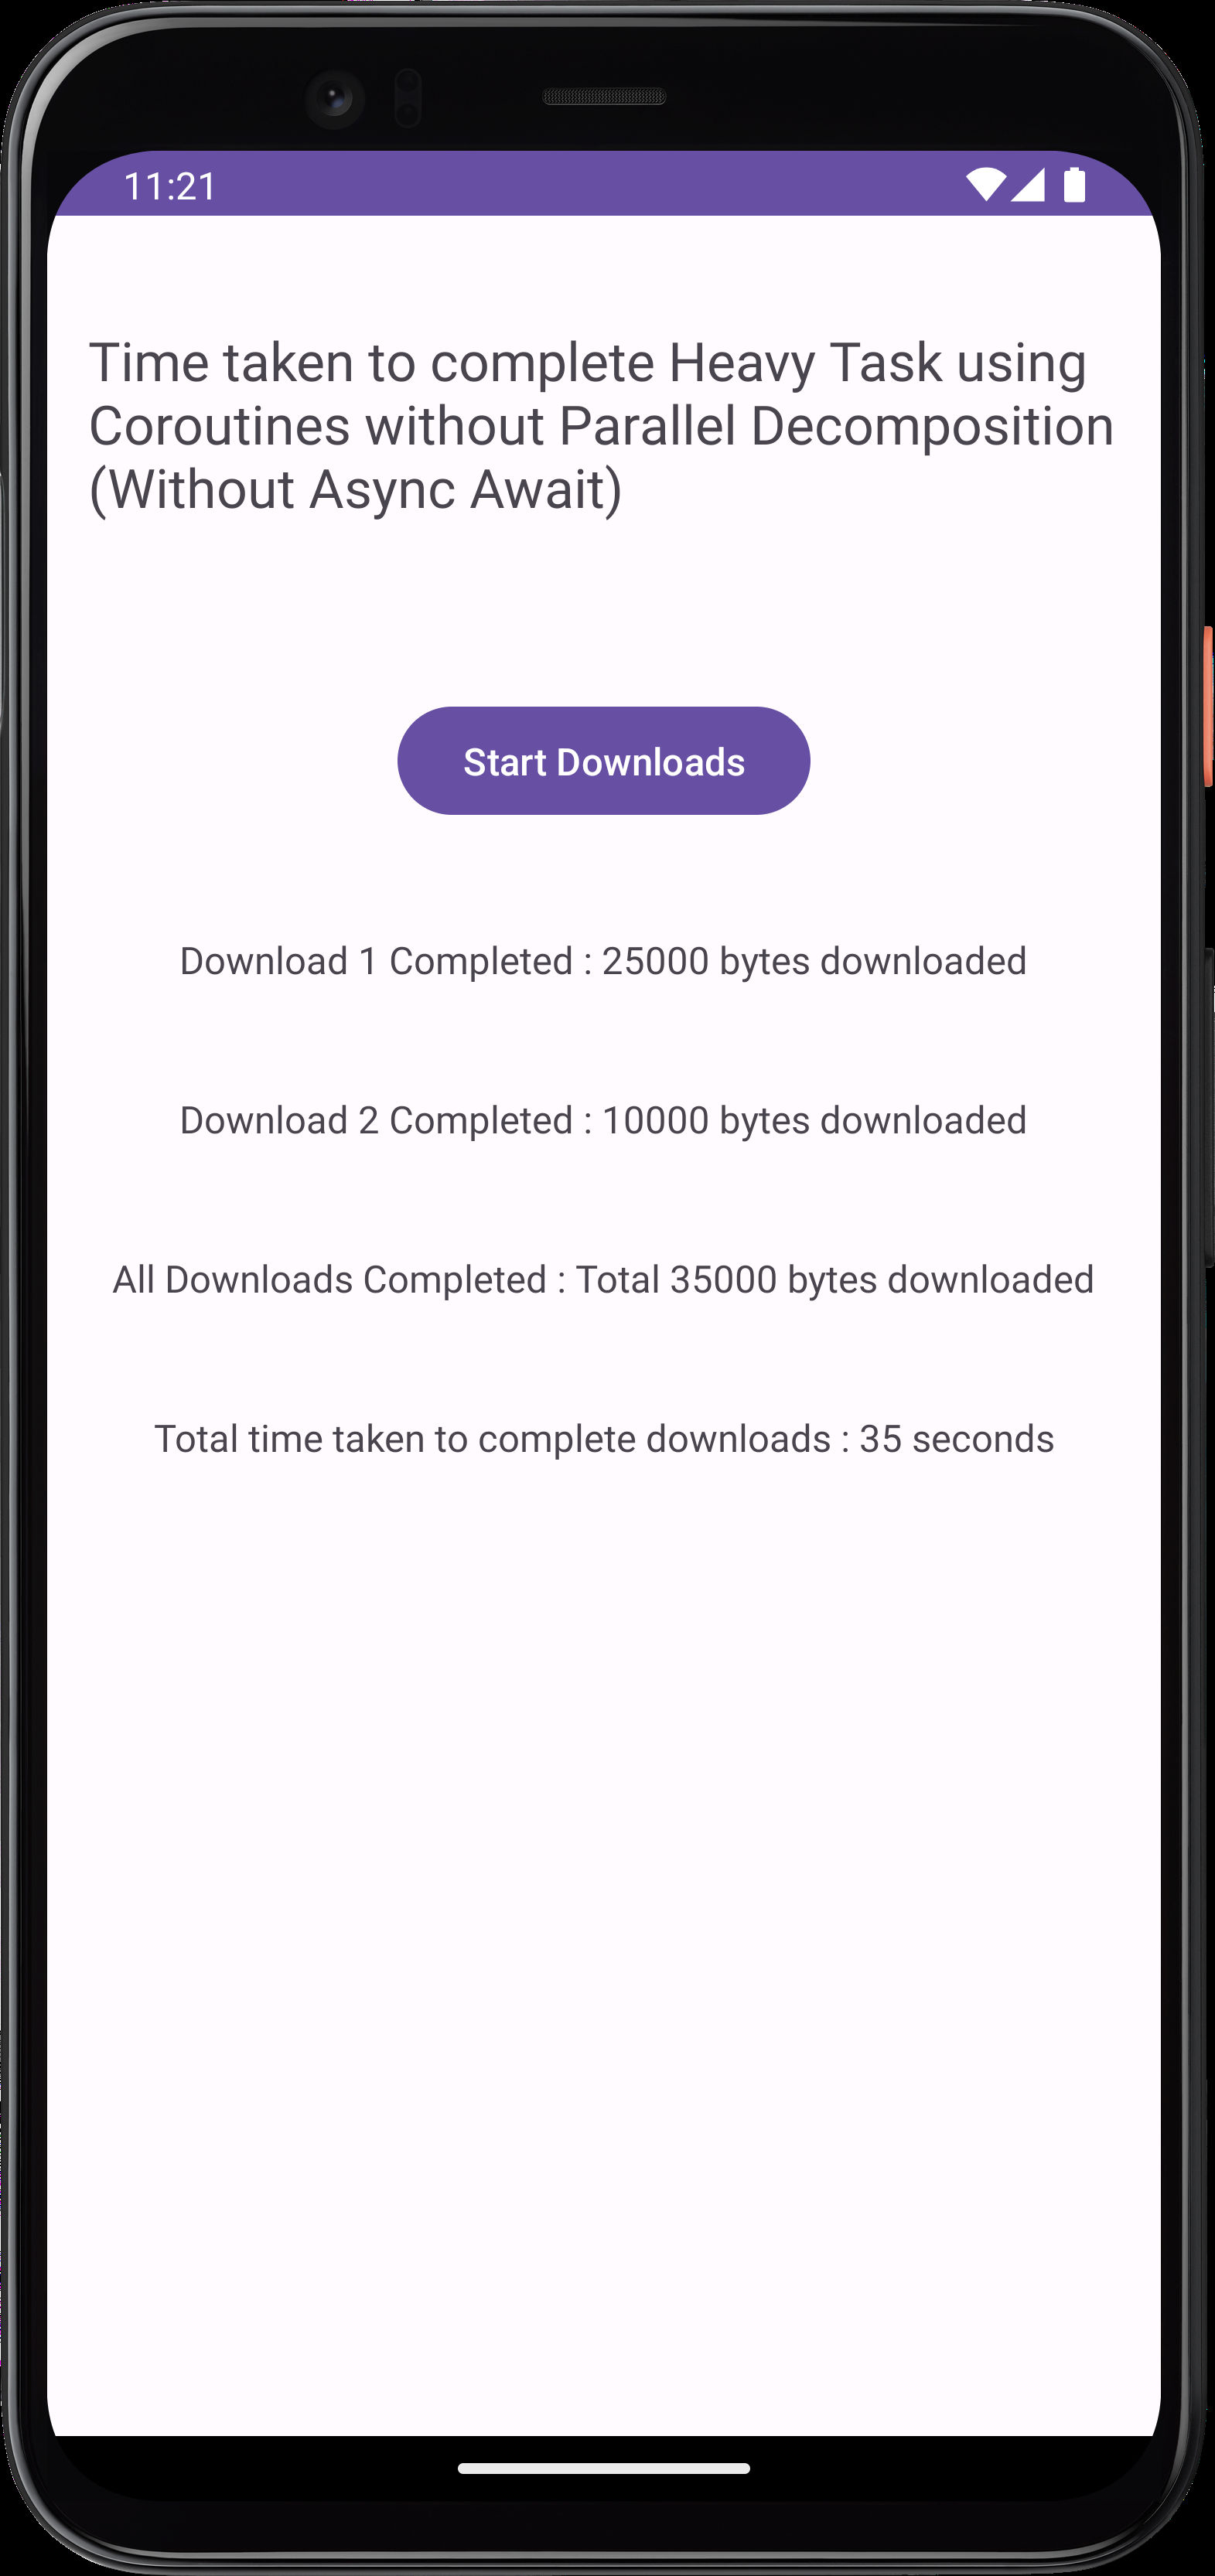 11:21
Time taken to complete Heavy Task using
Coroutines without Parallel Decomposition
(Without Async Await)
Start Downloads
Download 1 Completed : 25000 bytes downloaded
Download 2 Completed : 10000 bytes downloaded
All Downloads Completed : Total 35000 bytes downloaded
Total time taken to complete downloads : 35 seconds